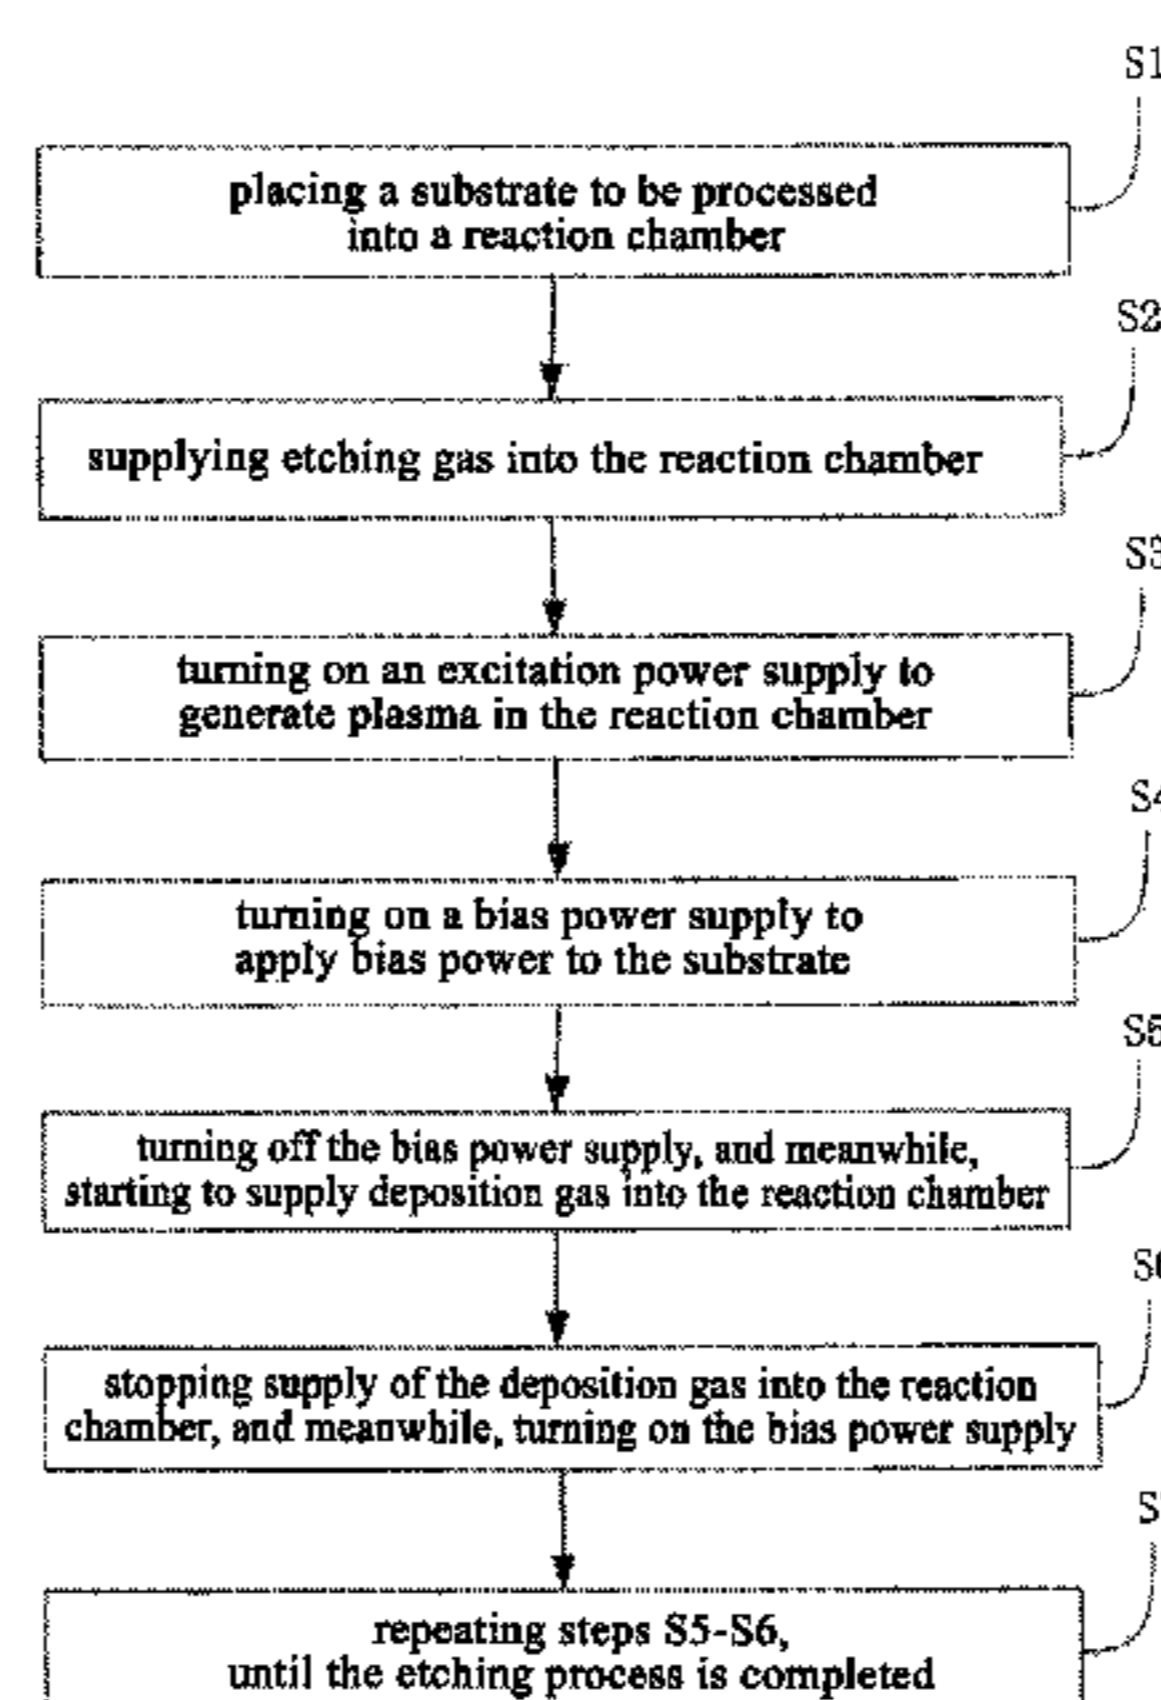 S1
placing a substrate to be processed
into a reaction chamber
S2
supplying etching gas into the reaction chamber
S3
turning on an excitation power supply to
generate plasma in the reaction chamber
S4
turning on a bias power supply to
apply bias power to the substrate
S5
turning off the bias power supply, and meanwhile,
starting to supply deposition gas into the reaction chamber
S6
stopping supply of the deposition gas into the reaction
chamber, and meanwhile, turning on the bias power supply
S
repeating steps S5-S6,
until the etching process is completed